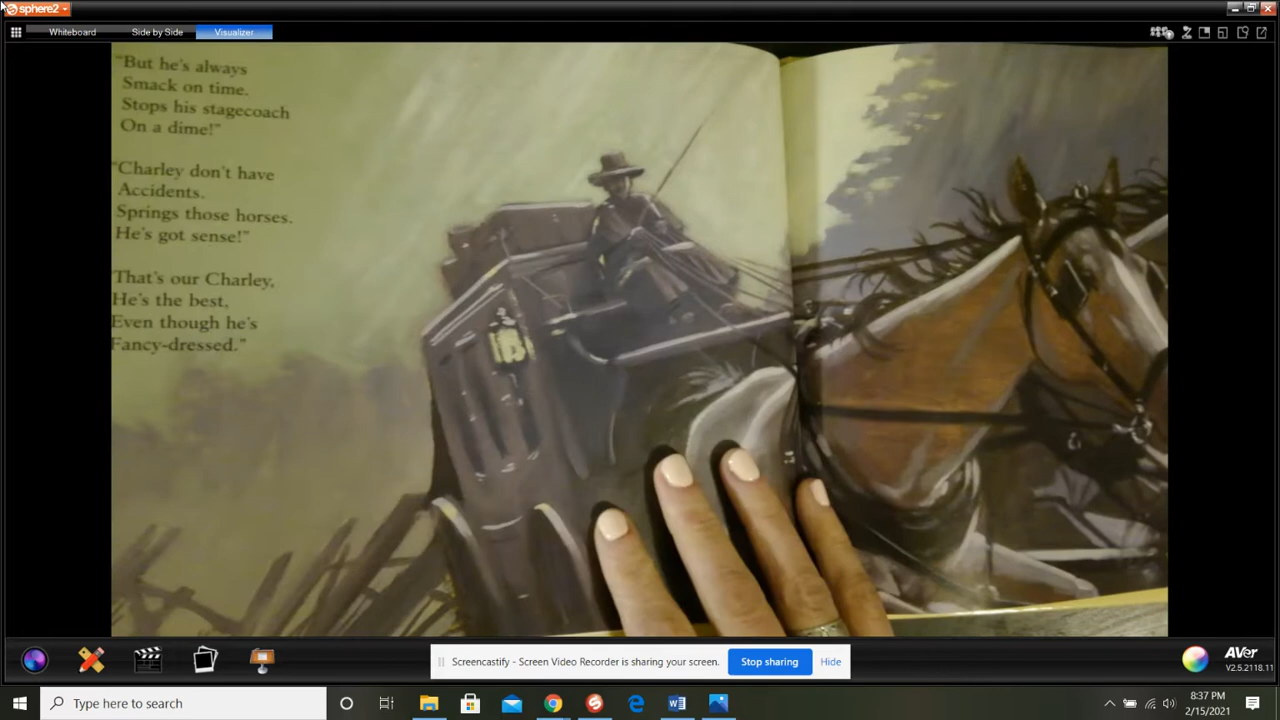 sphere2
Whiteboard
Side by Side
Visualizer
"But he's always
Smack on time.
Stops his stagecoach
On a dime!"
"Charley don't have
Accidents.
Springs those horses.
He's got sense!"
"That's our Charley,
He's the best,
Even though he's
Fancy-dressed."
Screencastify - Screen Video Recorder is sharing your screen.
Stop sharing
Hide
AVer
V2.5.2118.11
Type here to search
8:37 PM
2/15/2021